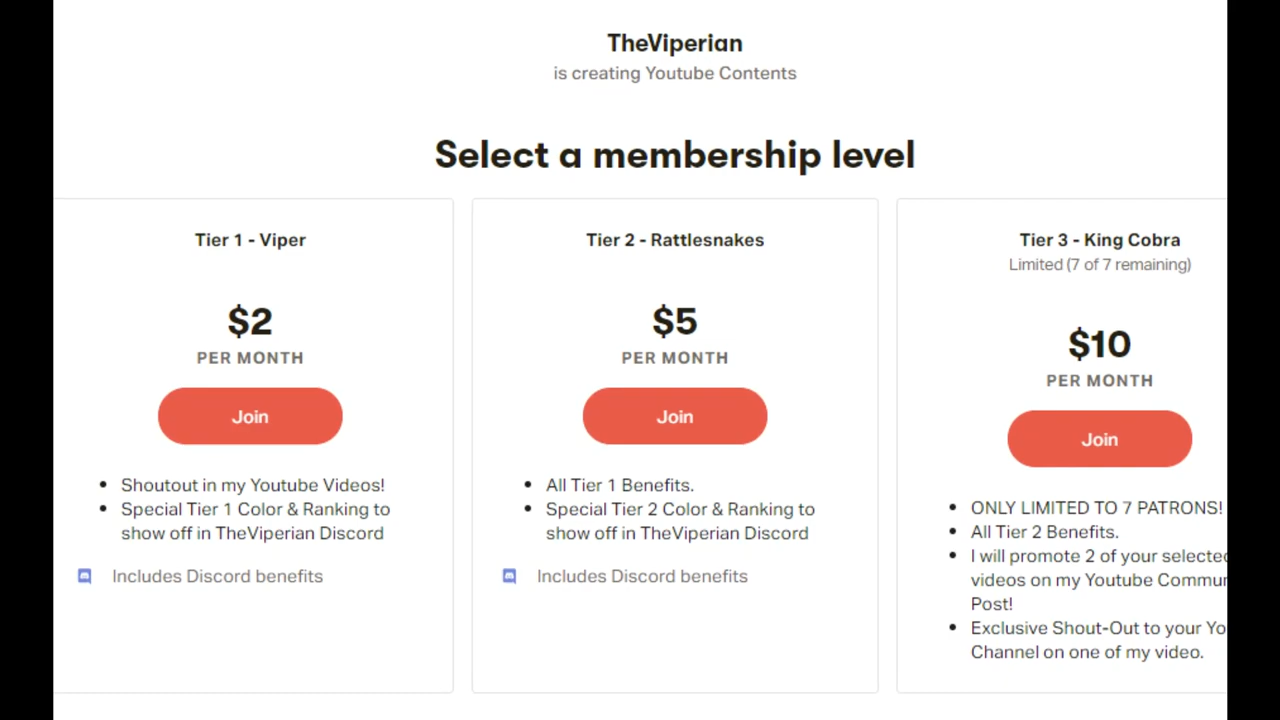 TheViperian
is creating Youtube Contents
Select a membership level
Tier 1 - Viper
$2
PER MONTH
Join
• Shoutout in my Youtube Videos!
• Special Tier 1 Color & Ranking to
show off in TheViperian Discord
Includes Discord benefits
Tier 2 - Rattlesnakes
$5
PER MONTH
Join
• All Tier 1 Benefits.
• Special Tier 2 Color & Ranking to
show off in TheViperian Discord
Includes Discord benefits
Tier 3 - King Cobra
Limited (7 of 7 remaining)
$10
PER MONTH
Join
• ONLY LIMITED TO 7 PATRONS!
• All Tier 2 Benefits.
• I will promote 2 of your selected
videos on my Youtube Commun
Post!
• Exclusive Shout-Out to your Yo
Channel on one of my video.